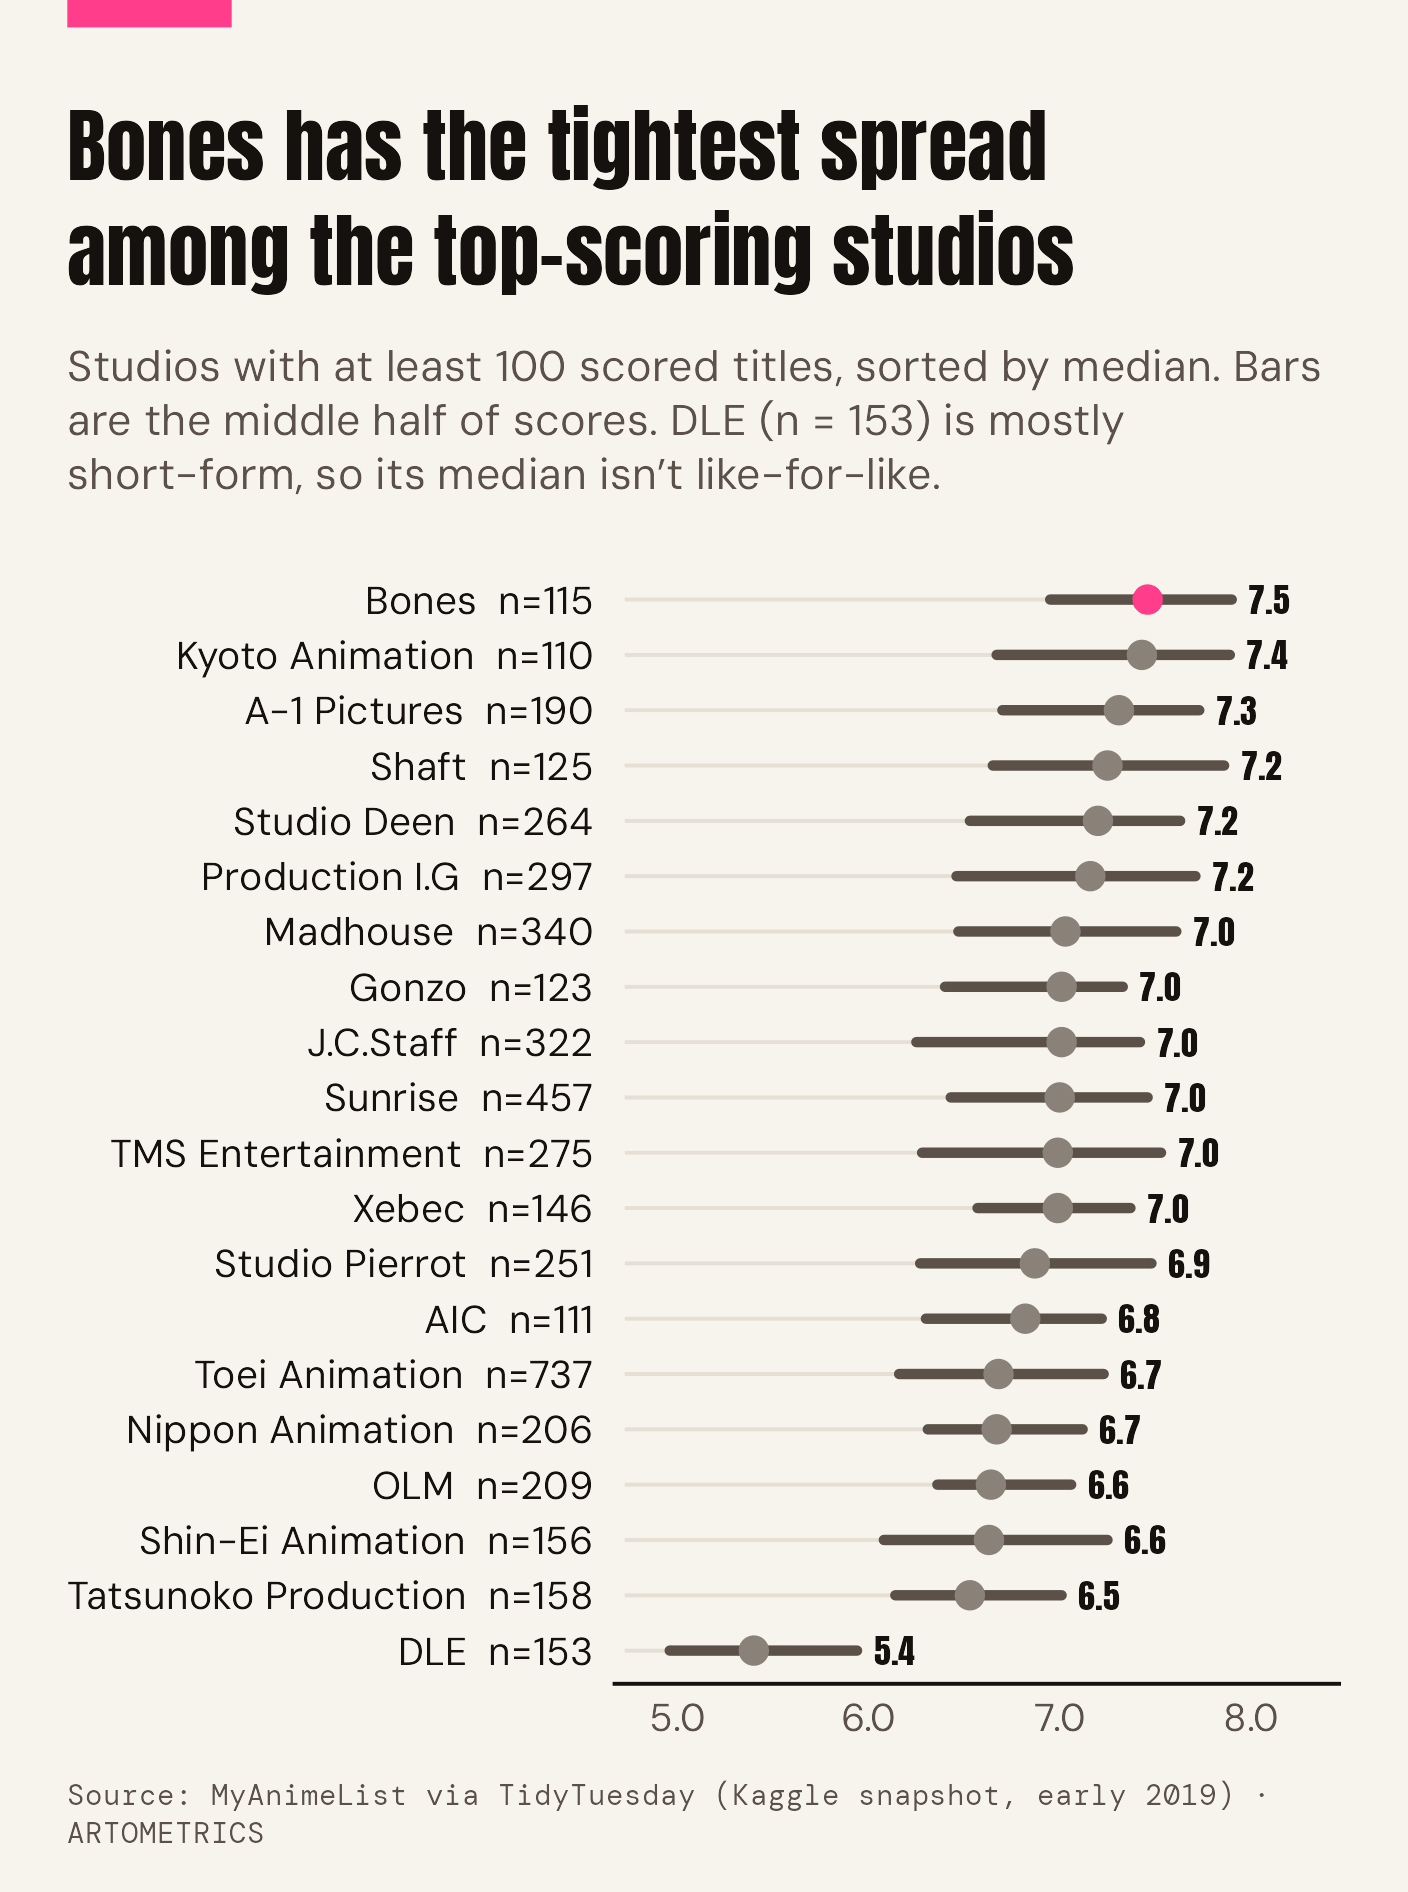 Bones has the tightest spread
among the top-scoring studios
Studios with at least 100 scored titles, sorted by median. Bars
are the middle half of scores. DLE (n = 153) is mostly
short-form, so its median isn’t like-for-like.
Bones n=115 7.5
Kyoto Animation n=110 7.4
A-1 Pictures n=190 7.3
Shaft n=125 7.2
Studio Deen n=264 7.2
Production I.G n=297 7.2
Madhouse n=340 7.0
Gonzo n=123 7.0
J.C.Staff n=322 7.0
Sunrise n=457 7.0
TMS Entertainment n=275 7.0
Xebec n=146 7.0
Studio Pierrot n=251 6.9
AIC n=111 6.8
Toei Animation n=737 6.7
Nippon Animation n=206 6.7
OLM n=209 6.6
Shin-Ei Animation n=156 6.6
Tatsunoko Production n=158 6.5
DLE n=153 5.4
5.0 6.0 7.0 8.0
Source: MyAnimeList via TidyTuesday (Kaggle snapshot, early 2019) ·
ARTOMETRICS